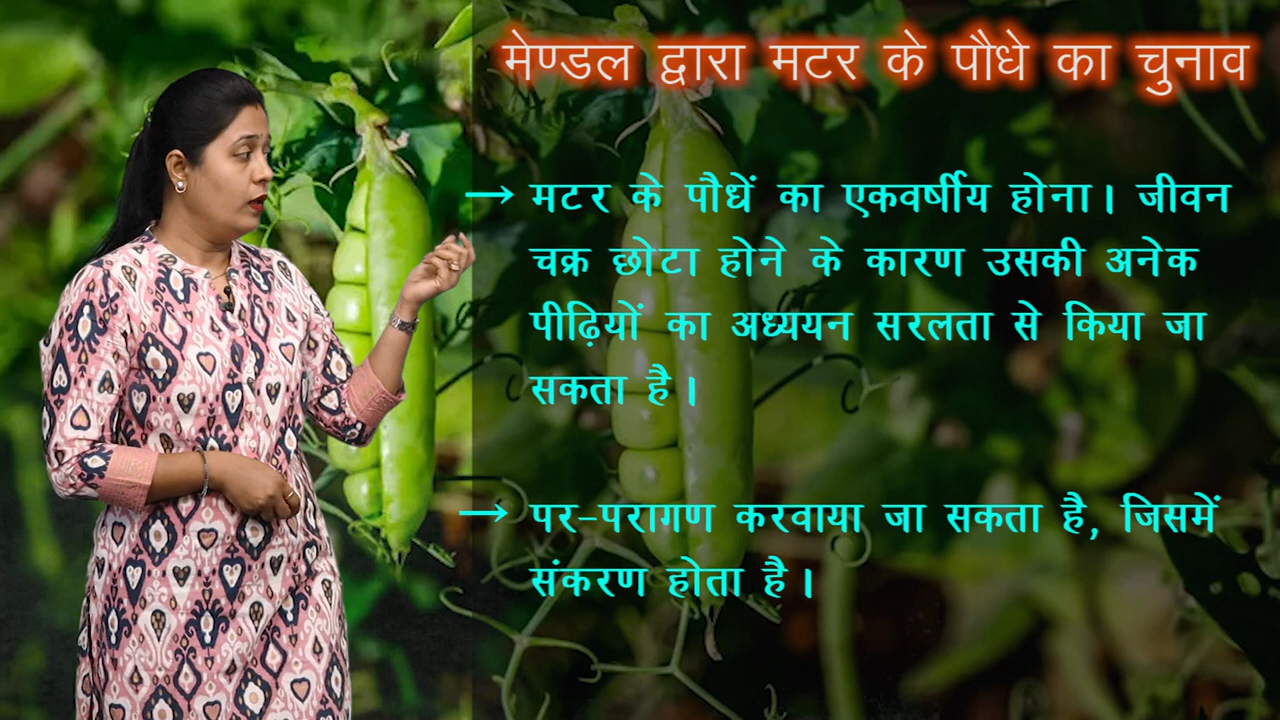 मेण्डल द्वारा मटर के पौधे का चुनाव
→ मटर के पौधें का एकवर्षीय होना। जीवन
चक्र छोटा होने के कारण उसकी अनेक
पीढ़ियों का अध्ययन सरलता से किया जा
सकता है।
→ पर-परागण करवाया जा सकता है, जिसमें
संकरण होता है।